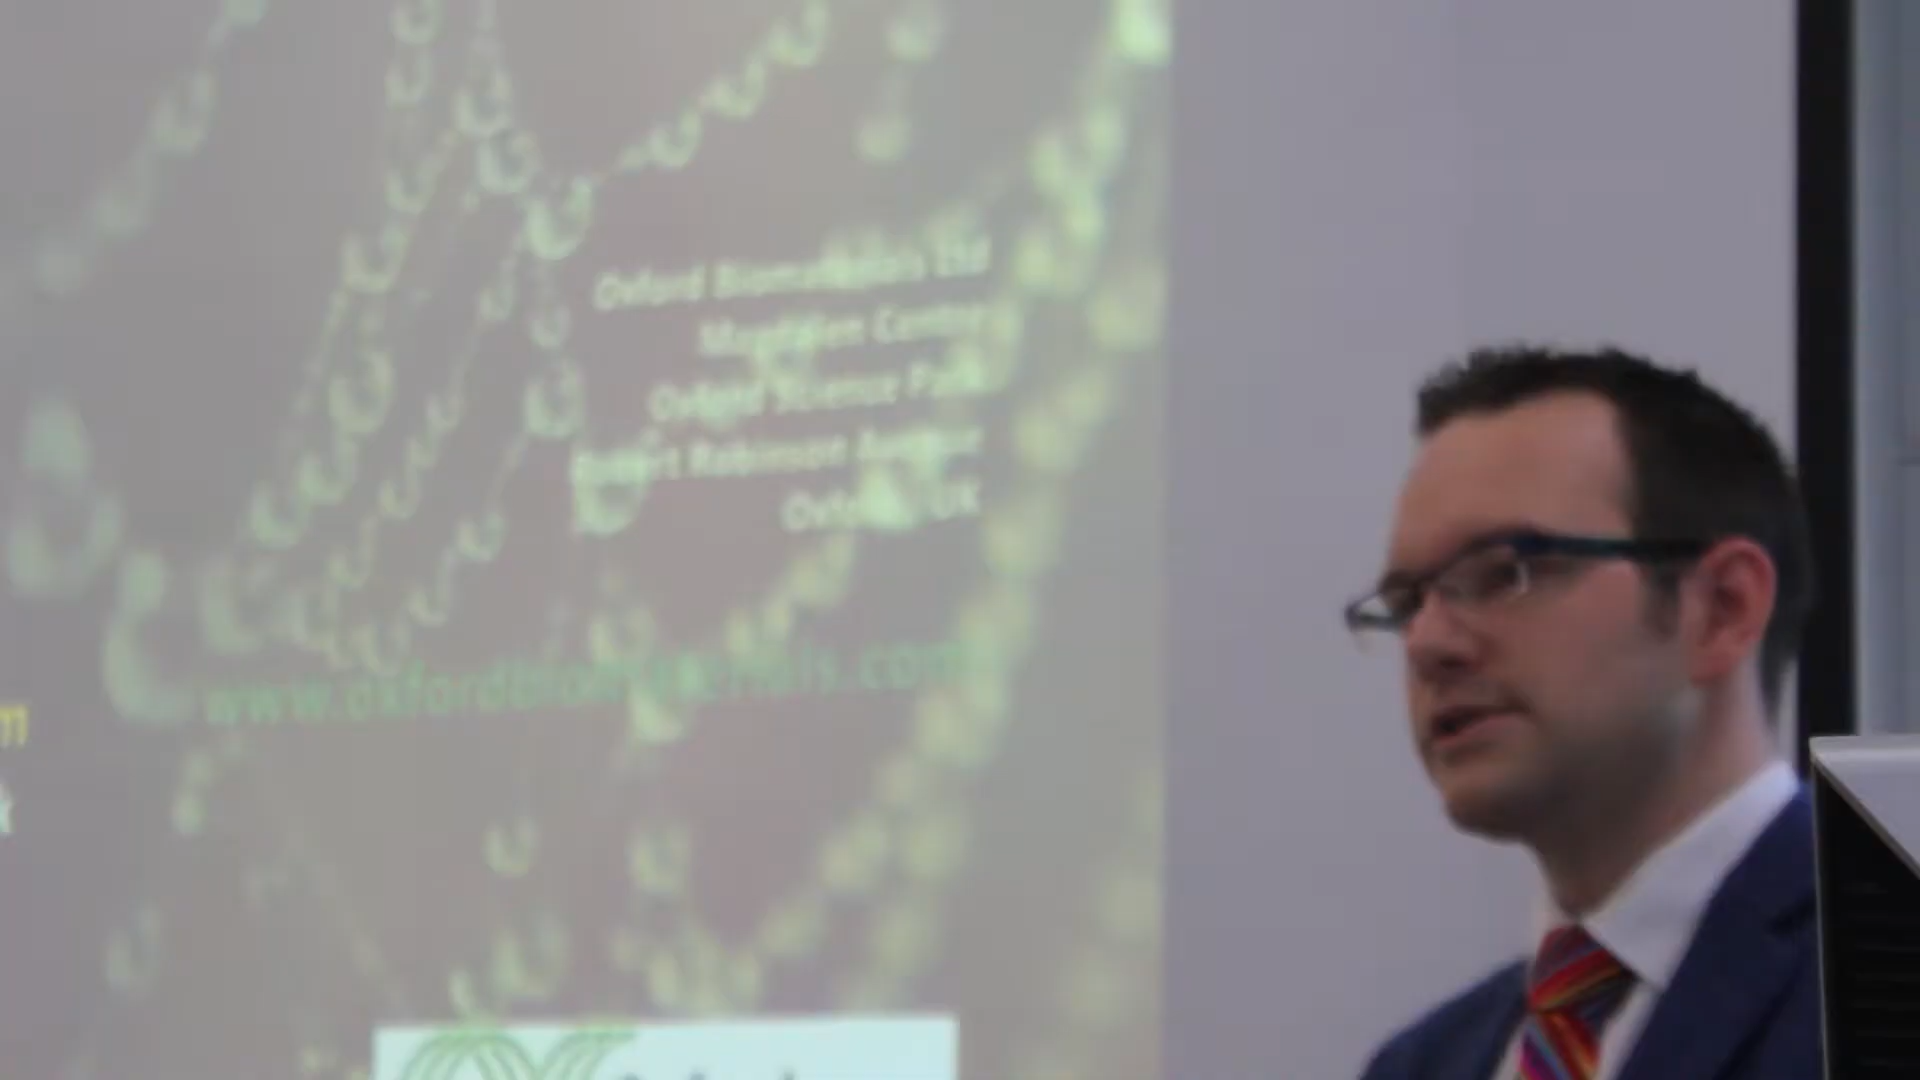 Oxford Biomaterials Ltd
Magdalen Centre
Oxford Science Park
Robert Robinson Avenue
Oxford, UK
www.oxfordbiomaterials.com
m
k